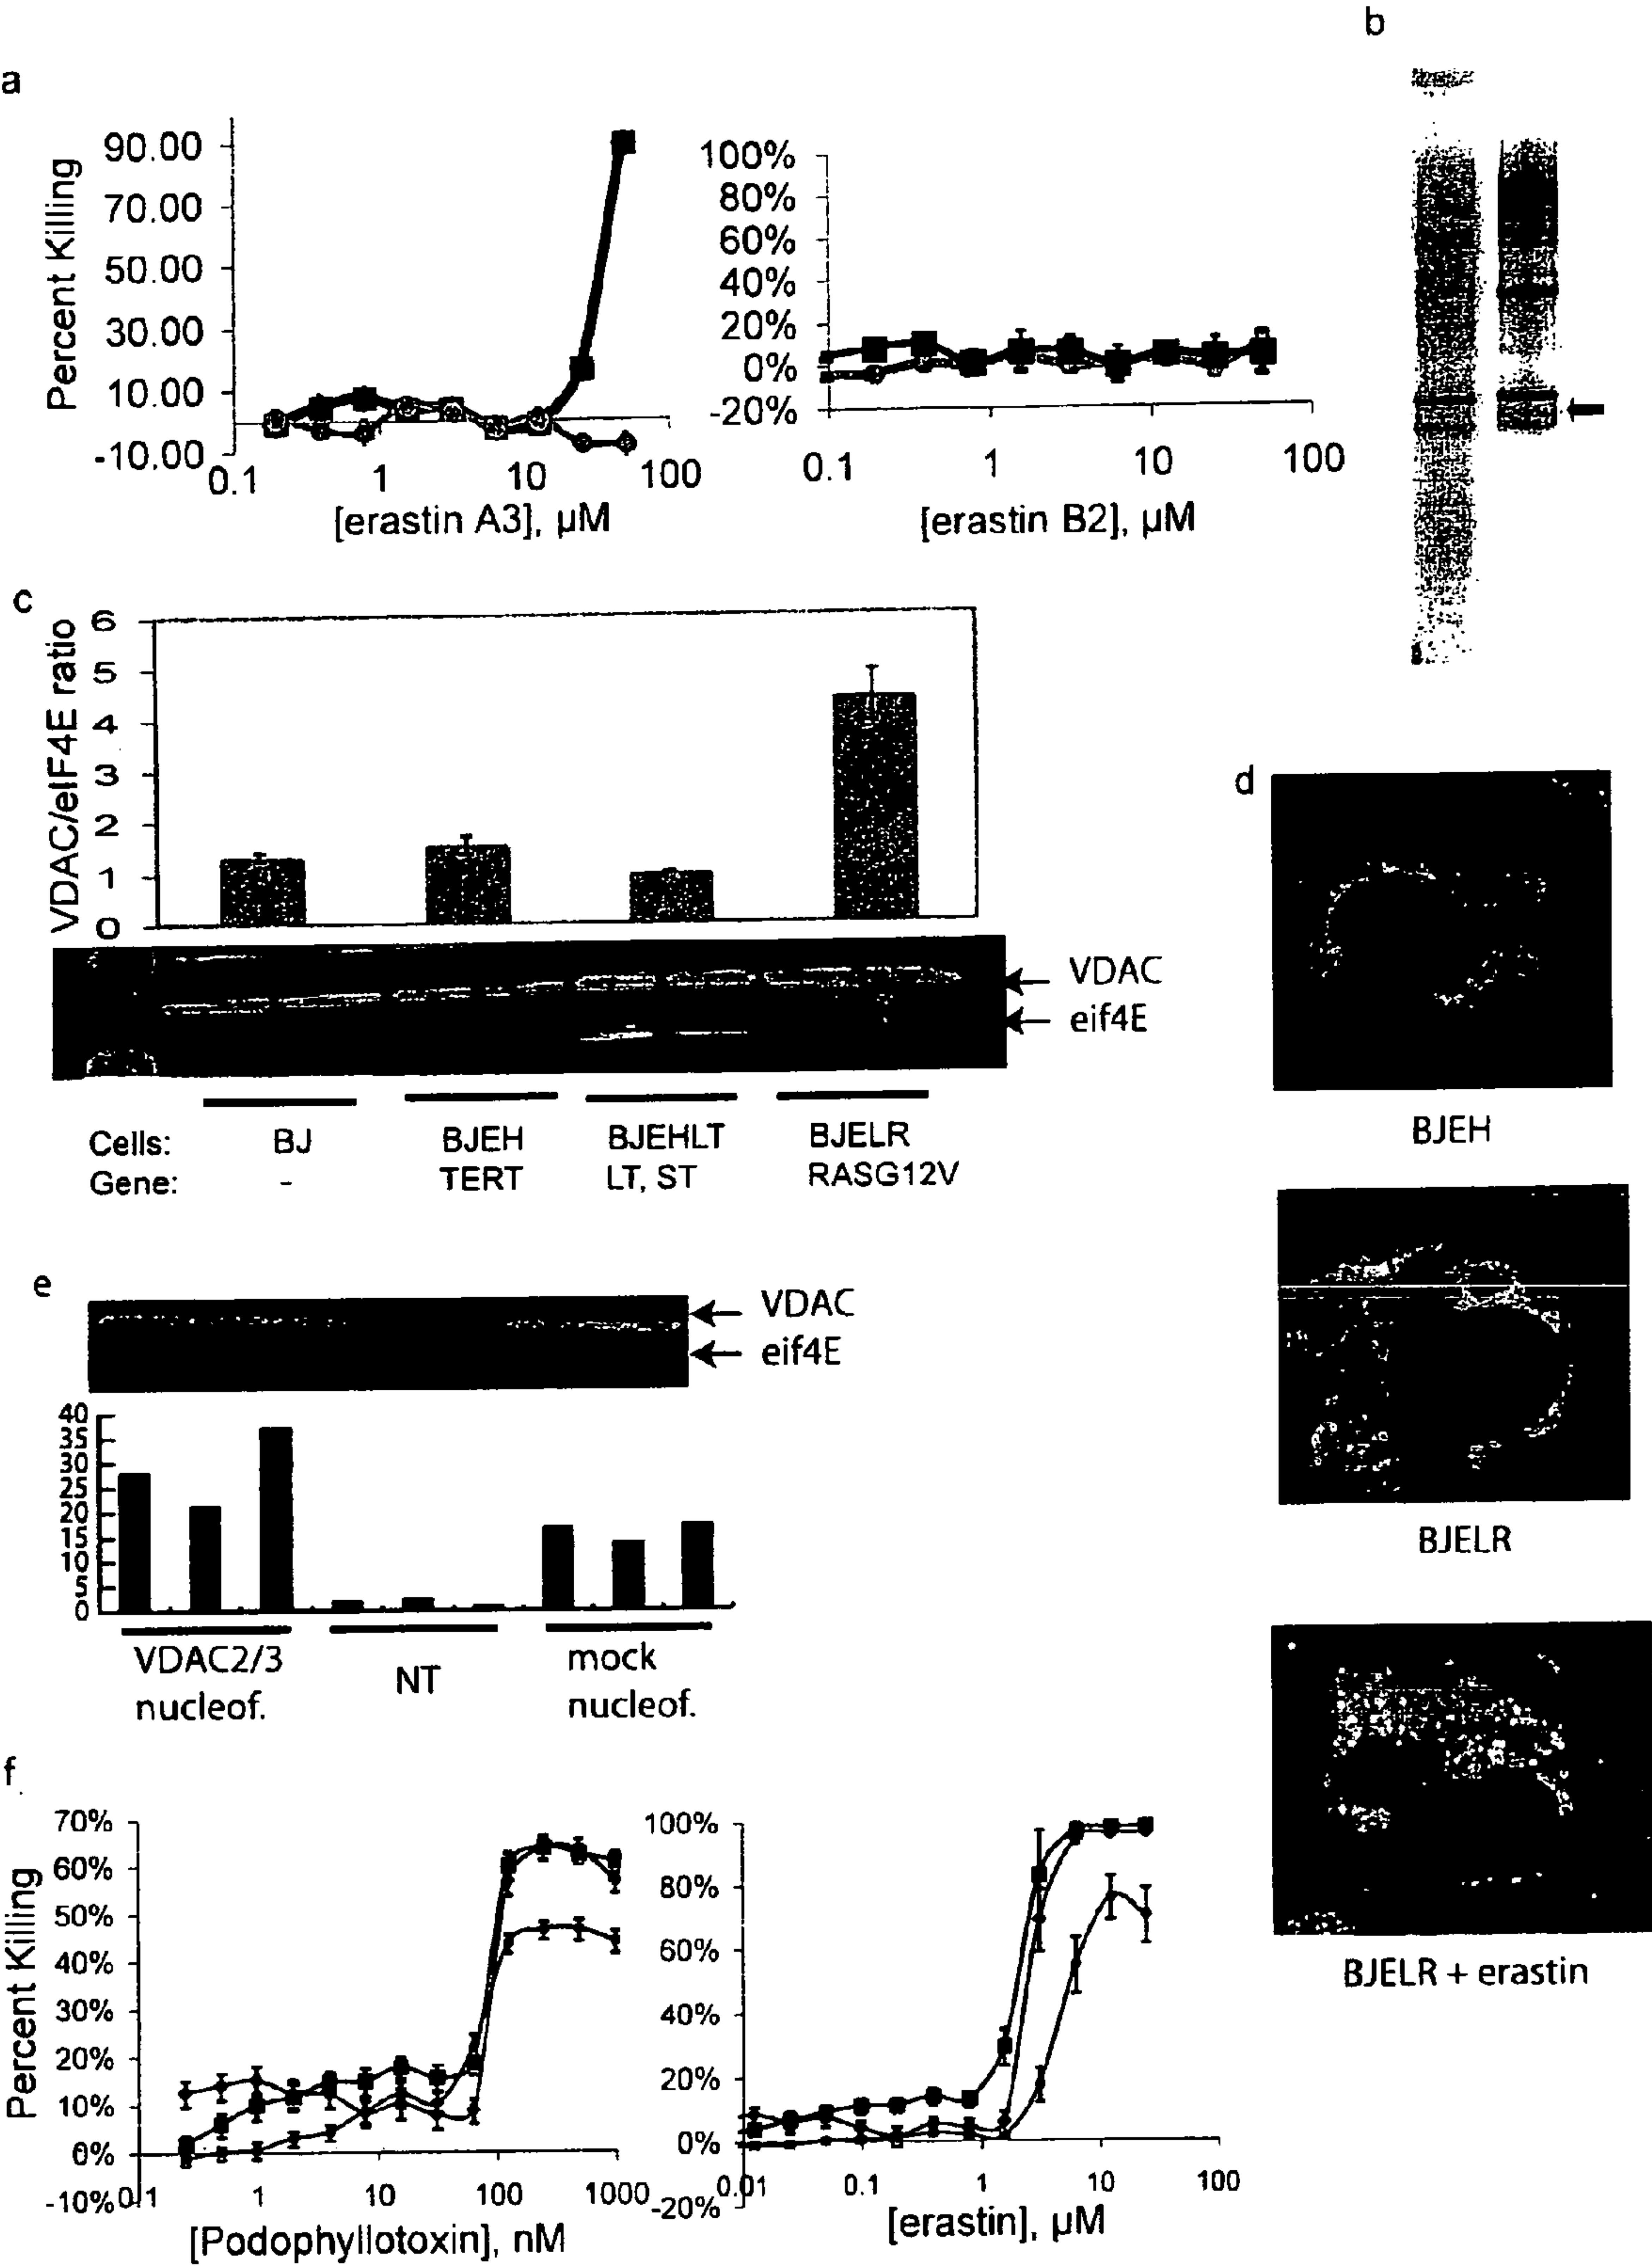 a
b
Percent Killing
90.00
70.00
50.00
30.00
10.00
-10.00
0.1 1 10 100
[erastin A3], µM
100%
80%
60%
40%
20%
0%
-20%
0.1 1 10 100
[erastin B2], µM
c
VDAC/eIF4E ratio
6
5
4
3
2
1
0
VDAC
eif4E
Cells: BJ BJEH BJEHLT BJELR
Gene: - TERT LT, ST RASG12V
d
BJEH
BJELR
BJELR + erastin
e
VDAC
eif4E
40
35
30
25
20
15
10
5
0
VDAC2/3
nucleof.
NT
mock
nucleof.
f
Percent Killing
70%
60%
50%
40%
30%
20%
10%
0%
-10%
0.1 1 10 100 1000
[Podophyllotoxin], nM
100%
80%
60%
40%
20%
0%
-20%
0.01 0.1 1 10 100
[erastin], µM